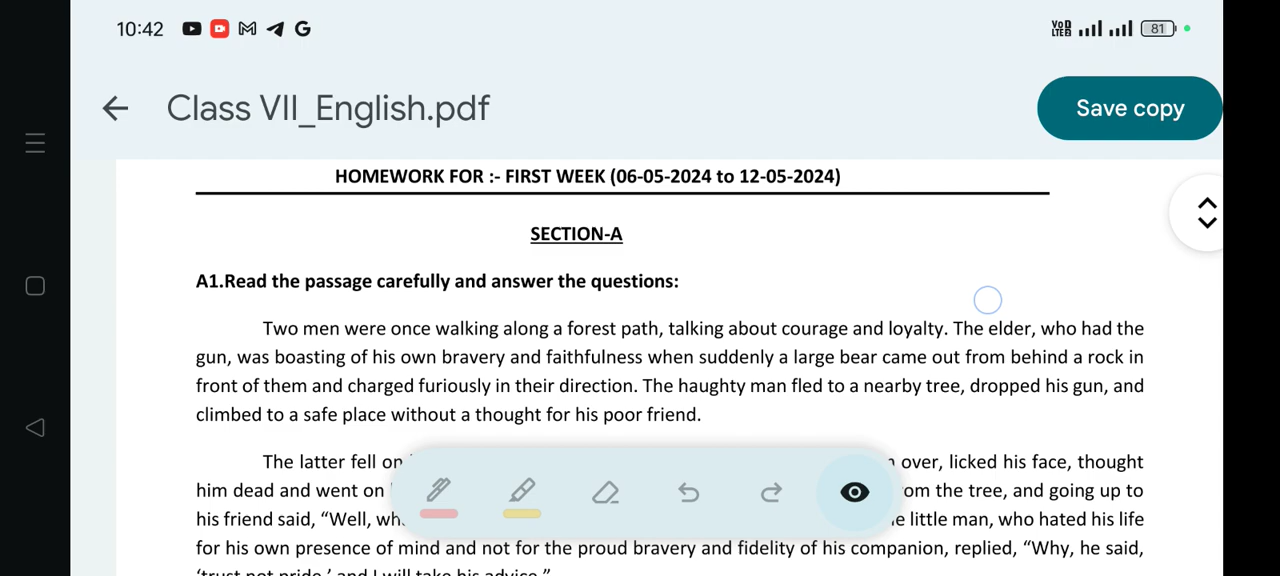 10:42 VoD LTE2 81
Class VII_English.pdf
Save copy
HOMEWORK FOR :- FIRST WEEK (06-05-2024 to 12-05-2024)
SECTION-A
A1.Read the passage carefully and answer the questions:
Two men were once walking along a forest path, talking about courage and loyalty. The elder, who had the
gun, was boasting of his own bravery and faithfulness when suddenly a large bear came out from behind a rock in
front of them and charged furiously in their direction. The haughty man fled to a nearby tree, dropped his gun, and
climbed to a safe place without a thought for his poor friend.
The latter fell on over, licked his face, thought
him dead and went on from the tree, and going up to
his friend said, “Well, little man, who hated his life
for his own presence of mind and not for the proud bravery and fidelity of his companion, replied, “Why, he said,
‘trust not pride,’ and I will take his advice.”